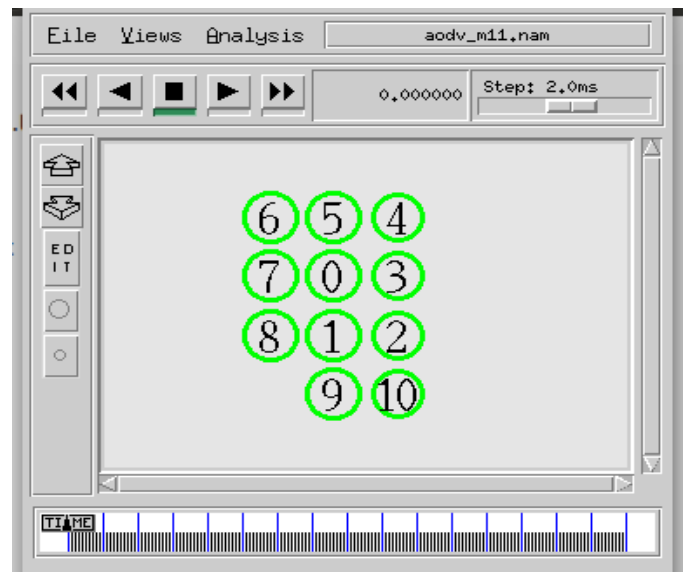 File Views Analysis aodv_m11.nam
0.000000 Step: 2.0ms
ED
IT
6 5 4
7 0 3
8 1 2
9 10
TIME